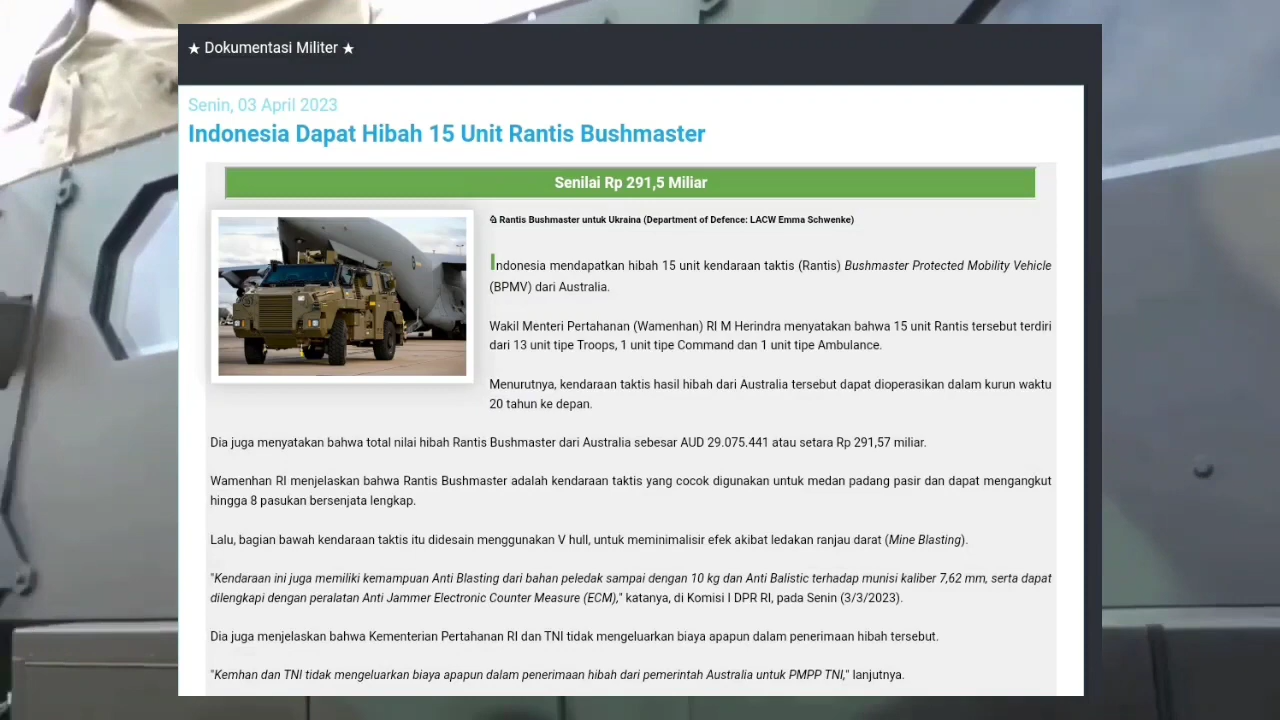 ★ Dokumentasi Militer ★
Senin, 03 April 2023
Indonesia Dapat Hibah 15 Unit Rantis Bushmaster
Senilai Rp 291,5 Miliar
Rantis Bushmaster untuk Ukraina (Department of Defence: LACW Emma Schwenke)
Indonesia mendapatkan hibah 15 unit kendaraan taktis (Rantis) Bushmaster Protected Mobility Vehicle
(BPMV) dari Australia.
Wakil Menteri Pertahanan (Wamenhan) RI M Herindra menyatakan bahwa 15 unit Rantis tersebut terdiri
dari 13 unit tipe Troops, 1 unit tipe Command dan 1 unit tipe Ambulance.
Menurutnya, kendaraan taktis hasil hibah dari Australia tersebut dapat dioperasikan dalam kurun waktu
20 tahun ke depan.
Dia juga menyatakan bahwa total nilai hibah Rantis Bushmaster dari Australia sebesar AUD 29.075.441 atau setara Rp 291,57 miliar.
Wamenhan RI menjelaskan bahwa Rantis Bushmaster adalah kendaraan taktis yang cocok digunakan untuk medan padang pasir dan dapat mengangkut
hingga 8 pasukan bersenjata lengkap.
Lalu, bagian bawah kendaraan taktis itu didesain menggunakan V hull, untuk meminimalisir efek akibat ledakan ranjau darat (Mine Blasting).
"Kendaraan ini juga memiliki kemampuan Anti Blasting dari bahan peledak sampai dengan 10 kg dan Anti Balistic terhadap munisi kaliber 7,62 mm, serta dapat
dilengkapi dengan peralatan Anti Jammer Electronic Counter Measure (ECM)," katanya, di Komisi I DPR RI, pada Senin (3/3/2023).
Dia juga menjelaskan bahwa Kementerian Pertahanan RI dan TNI tidak mengeluarkan biaya apapun dalam penerimaan hibah tersebut.
"Kemhan dan TNI tidak mengeluarkan biaya apapun dalam penerimaan hibah dari pemerintah Australia untuk PMPP TNI," lanjutnya.